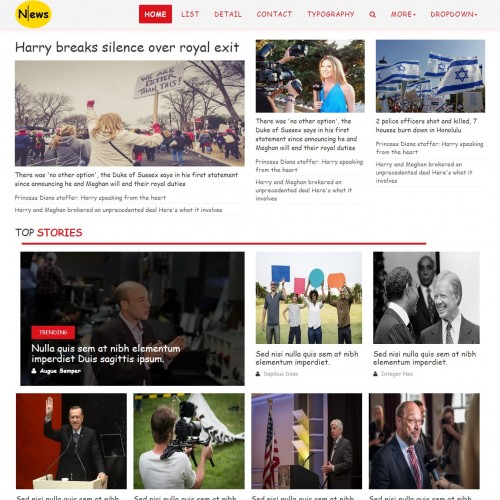 News
HOME LIST DETAIL CONTACT TYPOGRAPHY MORE DROPDOWN
Harry breaks silence over royal exit
WE ARE BETTER THAN THIS!
There was 'no other option', the Duke of Sussex says in his first statement since announcing he and Meghan will end their royal duties
Princess Diana staffer: Harry speaking from the heart
Harry and Meghan brokered an unprecedented deal Here's what it involves
There was 'no other option', the
Duke of Sussex says in his first
statement since announcing he and
Meghan will end their royal duties
Princess Diana staffer: Harry speaking
from the heart
Harry and Meghan brokered an
unprecedented deal Here's what it
involves
2 police officers shot and killed, 7
houses burn down in Honolulu
Princess Diana staffer: Harry speaking
from the heart
Harry and Meghan brokered an
unprecedented deal Here's what it
involves
TOP STORIES
TRENDING
Nulla quis sem at nibh elementum
imperdiet Duis sagittis ipsum.
Augue Semper
Sed nisi nulla quis sem at nibh
elementum imperdiet.
Dapibus Diam
Sed nisi nulla quis sem at nibh
elementum imperdiet.
Integer Nec
Sed nisi nulla quis sem at nibh
Sed nisi nulla quis sem at nibh
Sed nisi nulla quis sem at nibh
Sed nisi nulla quis sem at nibh